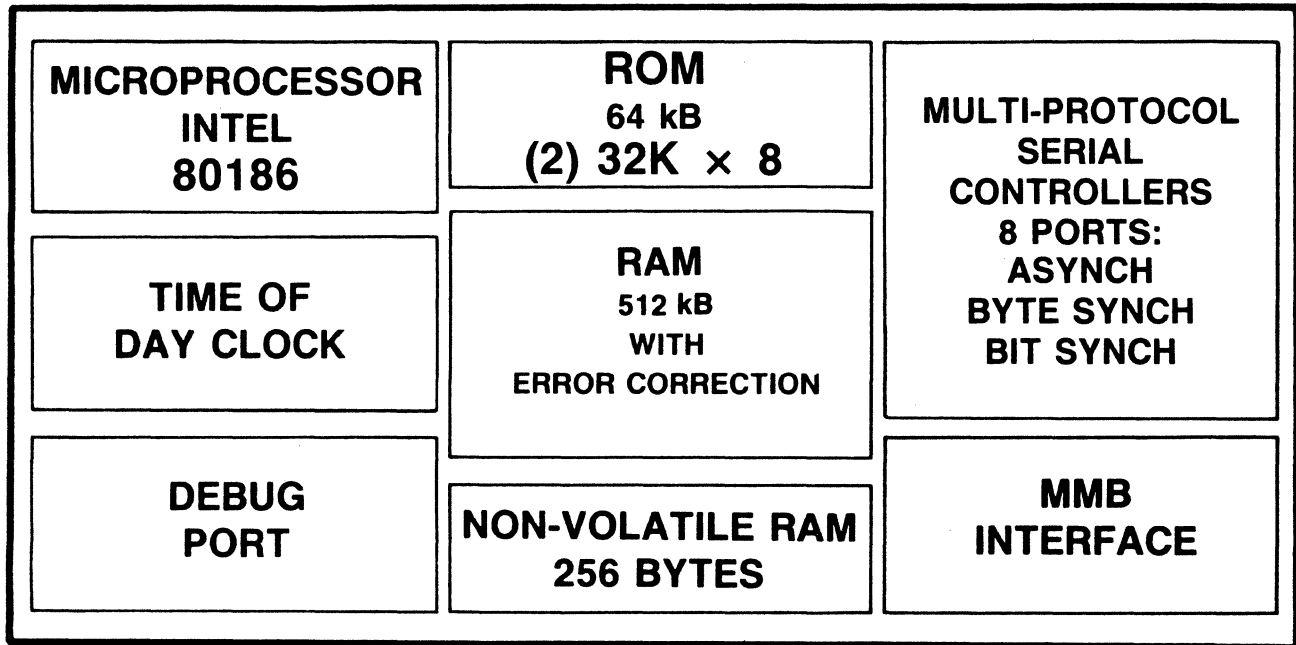 MICROPROCESSOR
INTEL
80186
TIME OF
DAY CLOCK
DEBUG
PORT
ROM
64 kB
(2) 32K × 8
RAM
512 kB
WITH
ERROR CORRECTION
NON-VOLATILE RAM
256 BYTES
MULTI-PROTOCOL
SERIAL
CONTROLLERS
8 PORTS:
ASYNCH
BYTE SYNCH
BIT SYNCH
MMB
INTERFACE